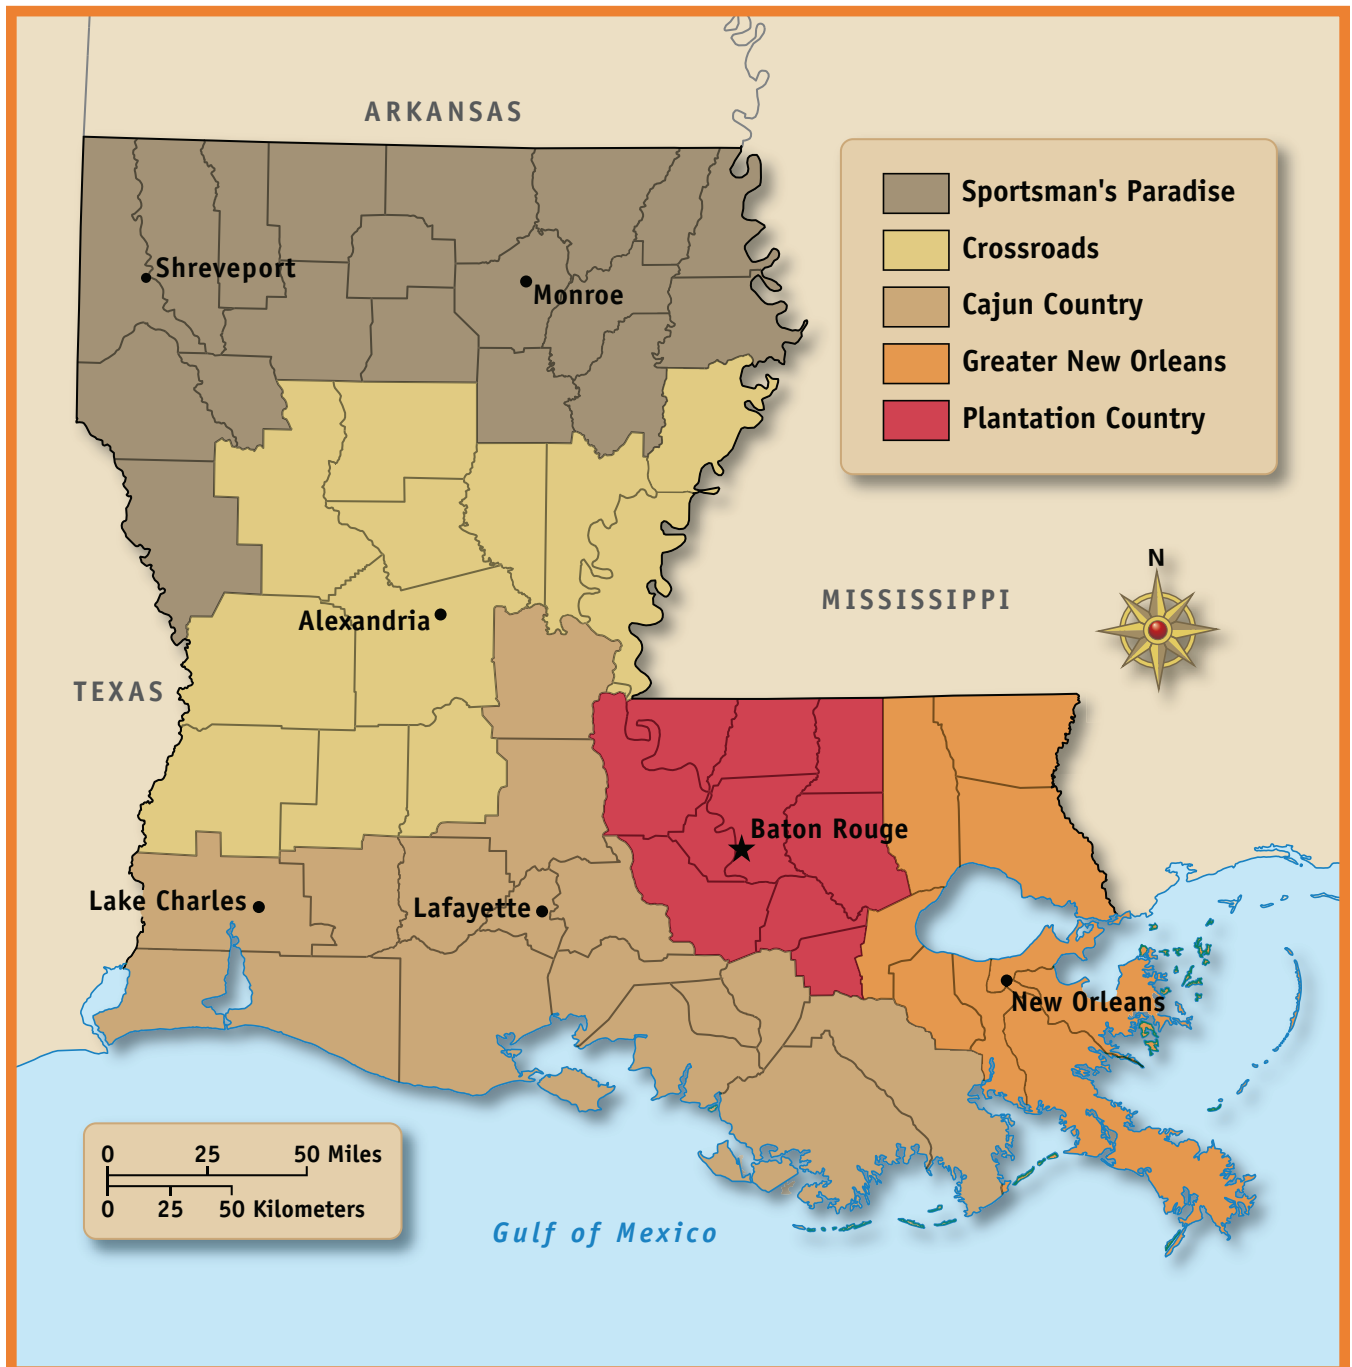 ARKANSAS
Sportsman's Paradise
Crossroads
Cajun Country
Greater New Orleans
Plantation Country
Shreveport
Monroe
N
MISSISSIPPI
Alexandria
TEXAS
Baton Rouge
Lake Charles
Lafayette
New Orleans
0 25 50 Miles
0 25 50 Kilometers
Gulf of Mexico